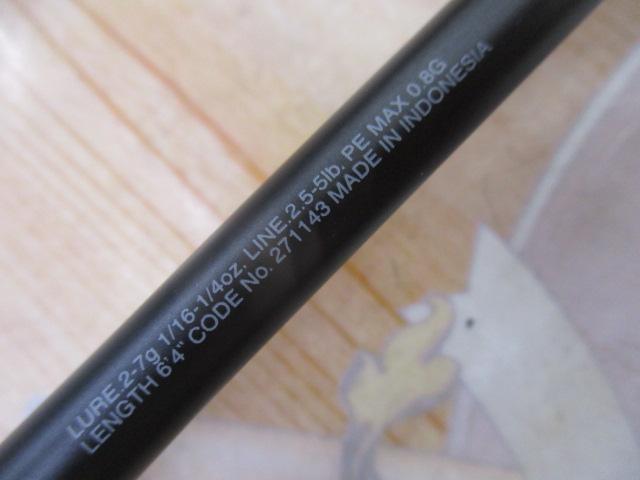 LURE.2-7g 1/16-1/4oz. LINE.2.5-5lb. PE MAX 0.8G
LENGTH 6'4" CODE No. 271143 MADE IN INDONESIA